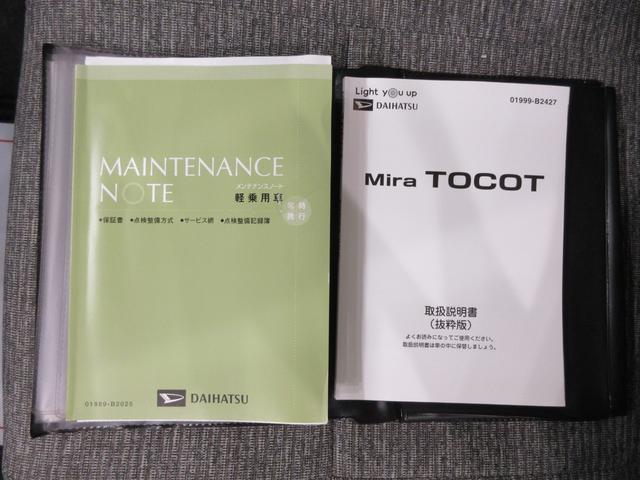 MAINTENANCE
NOTE
メンテナンスノート
軽乗用車
●保証書 ●点検整備方式 ●サービス網 ●点検整備記録簿
DAIHATSU
01999-B2025
Light you up
DAIHATSU
01999-B2427
Mira TOCOT
取扱説明書
（抜粋版）
よくお読みになってご使用ください。
取扱説明書は車の中に保管しましょう。